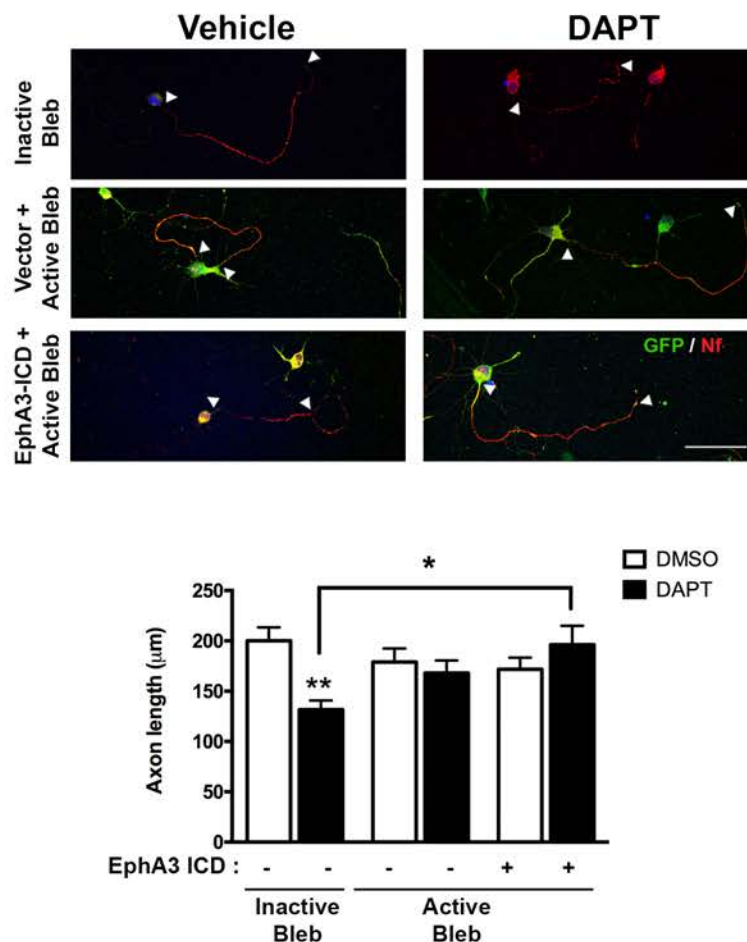 Vehicle
DAPT
Inactive
Bleb
Vector +
Active Bleb
EphA3-ICD +
Active Bleb
GFP / Nf
*
DMSO
DAPT
Axon length (μm)
250
200
150
100
50
0
**
EphA3 ICD : - - - - + +
Inactive
Bleb
Active
Bleb